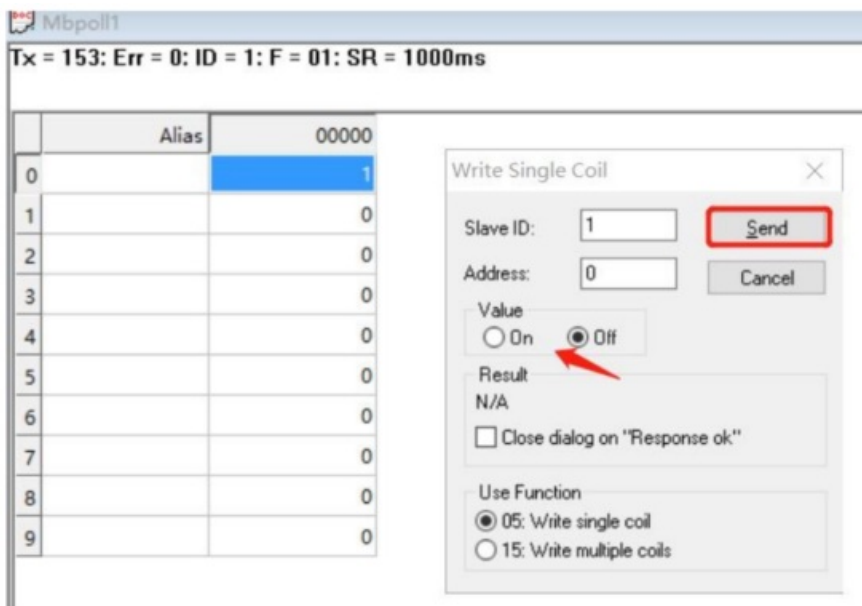 Mbpoll1
Tx = 153: Err = 0: ID = 1: F = 01: SR = 1000ms
Alias 00000
0 1
1 0
2 0
3 0
4 0
5 0
6 0
7 0
8 0
9 0
Write Single Coil
Slave ID: 1 Send
Address: 0 Cancel
Value
On Off
Result
N/A
Close dialog on "Response ok"
Use Function
05: Write single coil
15: Write multiple coils